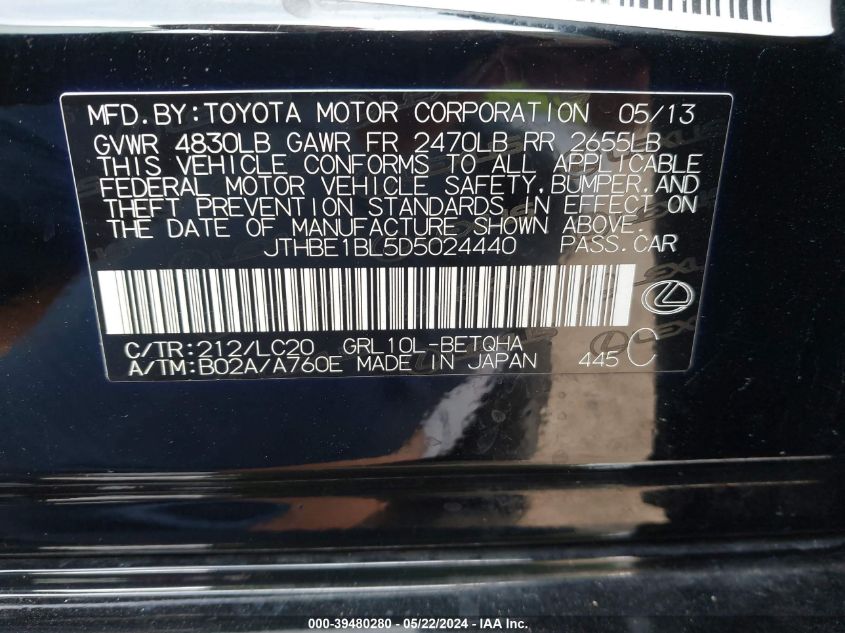 MFD.BY:TOYOTA MOTOR CORPORATION 05/13
GVWR 4830LB GAWR FR 2470LB RR 2655LB
THIS VEHICLE CONFORMS TO ALL APPLICABLE
FEDERAL MOTOR VEHICLE SAFETY,BUMPER,AND
THEFT PREVENTION STANDARDS IN EFFECT ON
THE DATE OF MANUFACTURE SHOWN ABOVE.
JTHBE1BL5D5024440 PASS.CAR
C/TR:212/LC20 GRL10L-BETQHA
A/TM:B02A/A760E MADE IN JAPAN 445C
000-39480280 - 05/22/2024 - IAAI.com